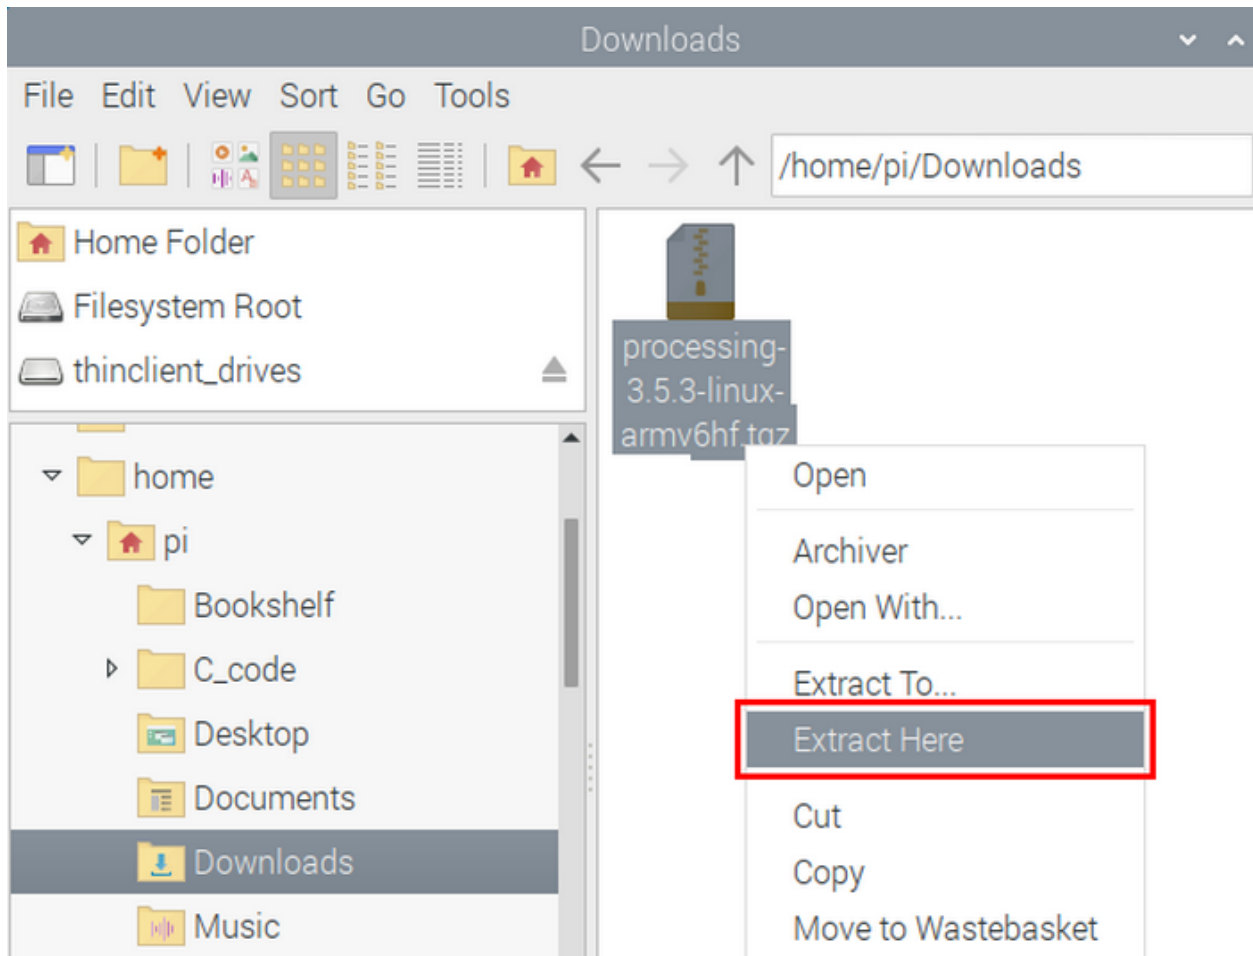 Downloads
File Edit View Sort Go Tools
/home/pi/Downloads
Home Folder
Filesystem Root
thinclient_drives
home
pi
Bookshelf
C_code
Desktop
Documents
Downloads
Music
processing-
3.5.3-linux-
armv6hf.tgz
Open
Archiver
Open With...
Extract To...
Extract Here
Cut
Copy
Move to Wastebasket